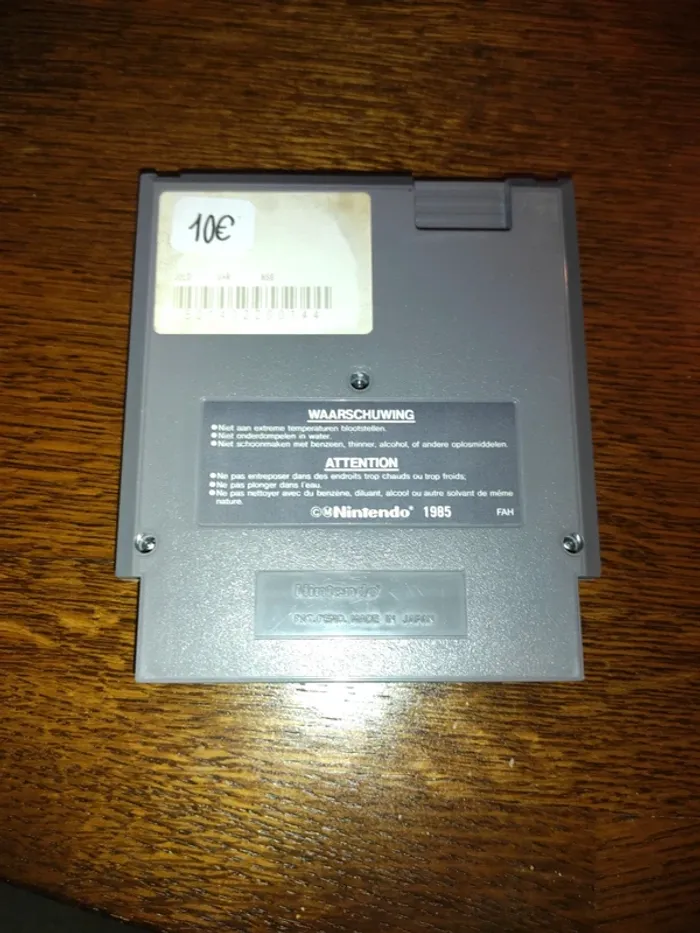 10€
WAARSCHUWING
●Niet aan extreme temperaturen blootstellen.
●Niet onderdompelen in water.
●Niet schoonmaken met benzeen, thinner, alcohol, of andere oplosmiddelen.
ATTENTION
●Ne pas entreposer dans des endroits trop chauds ou trop froids;
●Ne pas plonger dans l'eau.
●Ne pas nettoyer avec du benzène, diluant, alcool ou autre solvant de même
nature.
©ⓂNintendo® 1985 FAH
Nintendo®
MADE IN JAPAN